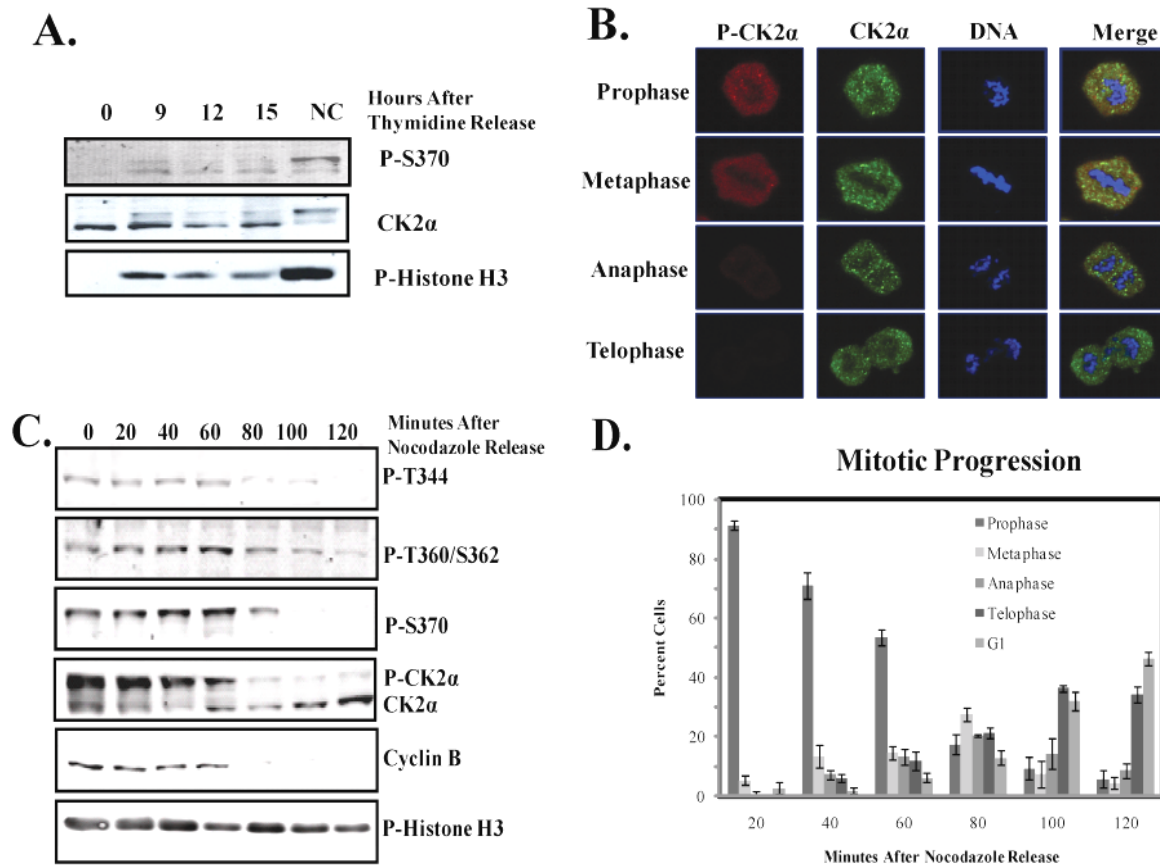 A.
0 9 12 15 NC
Hours After
Thymidine Release
P-S370
CK2α
P-Histone H3
B.
P-CK2α CK2α DNA Merge
Prophase
Metaphase
Anaphase
Telophase
C.
0 20 40 60 80 100 120
Minutes After
Nocodazole Release
P-T344
P-T360/S362
P-S370
P-CK2α
CK2α
Cyclin B
P-Histone H3
D.
Mitotic Progression
Percent Cells
100
80
60
40
20
0
Prophase
Metaphase
Anaphase
Telophase
G1
20 40 60 80 100 120
Minutes After Nocodazole Release